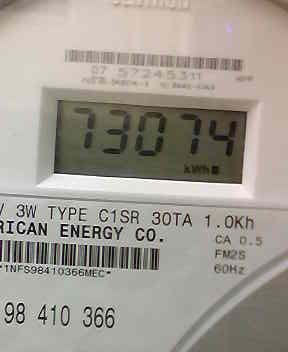 07 57245311
73074
kWh
V 3W TYPE C1SR 30TA 1.0Kh
RICAN ENERGY CO.
CA 0.5
FM2S
60Hz
*1NFS98410366MEC*
98 410 366